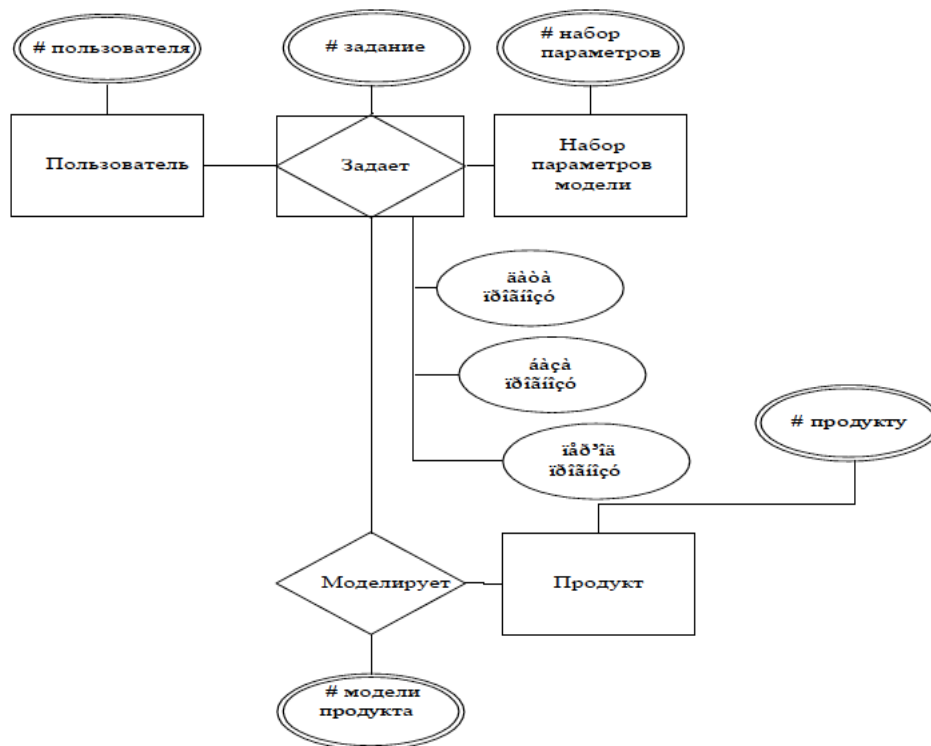 # пользователя
# задание
# набор
параметров
Пользователь
Задает
Набор
параметров
модели
äàòà
ïðîãíîçó
áàçà
ïðîãíîçó
ïåð³îä
ïðîãíîçó
# продукту
Моделирует
Продукт
# модели
продукта